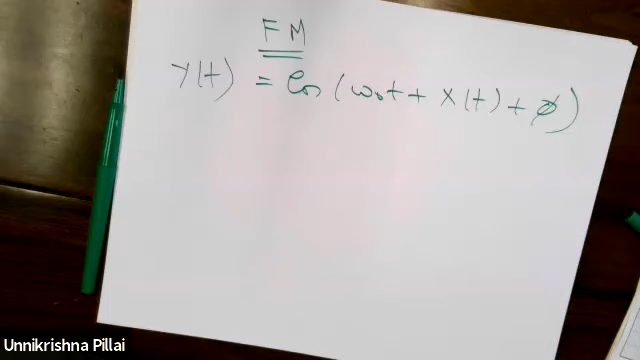 FM
Y(t) = Cos (ω₀t + X(t) + φ)
Unnikrishna Pillai